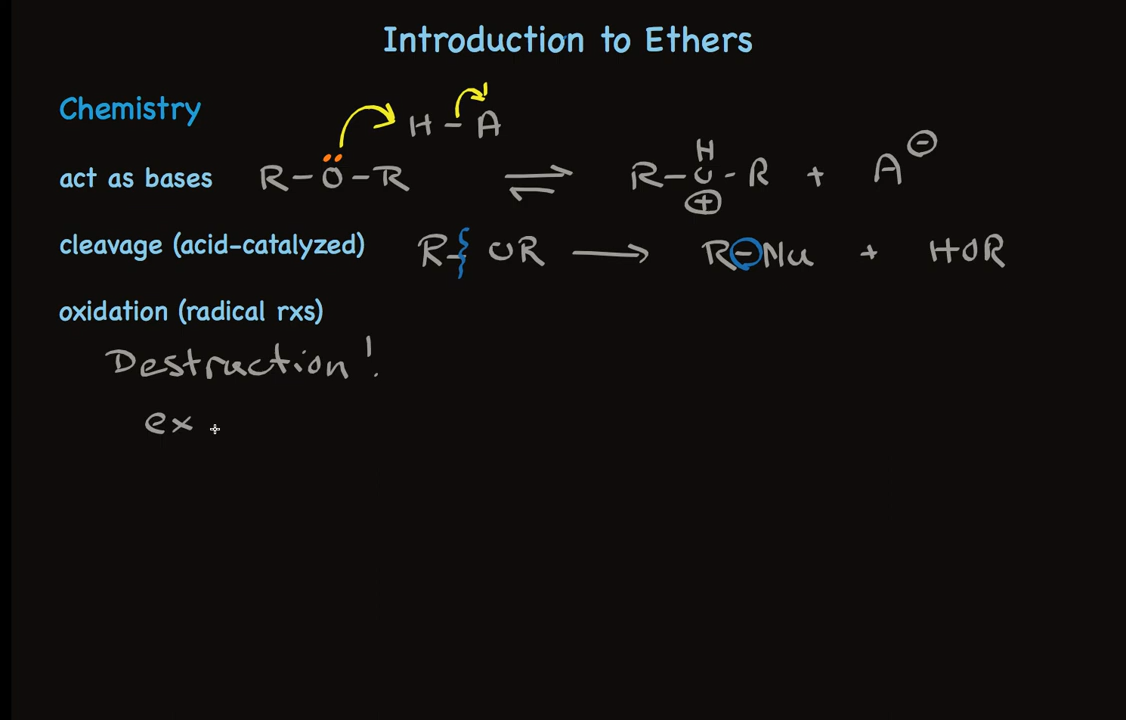 Introduction to Ethers
Chemistry
H - A
act as bases R-Ö-R ⇌ R-O-R + A⊖
H
⊕
cleavage (acid-catalyzed) R-OR → R-Nu + HOR
oxidation (radical rxs)
Destruction!
ex